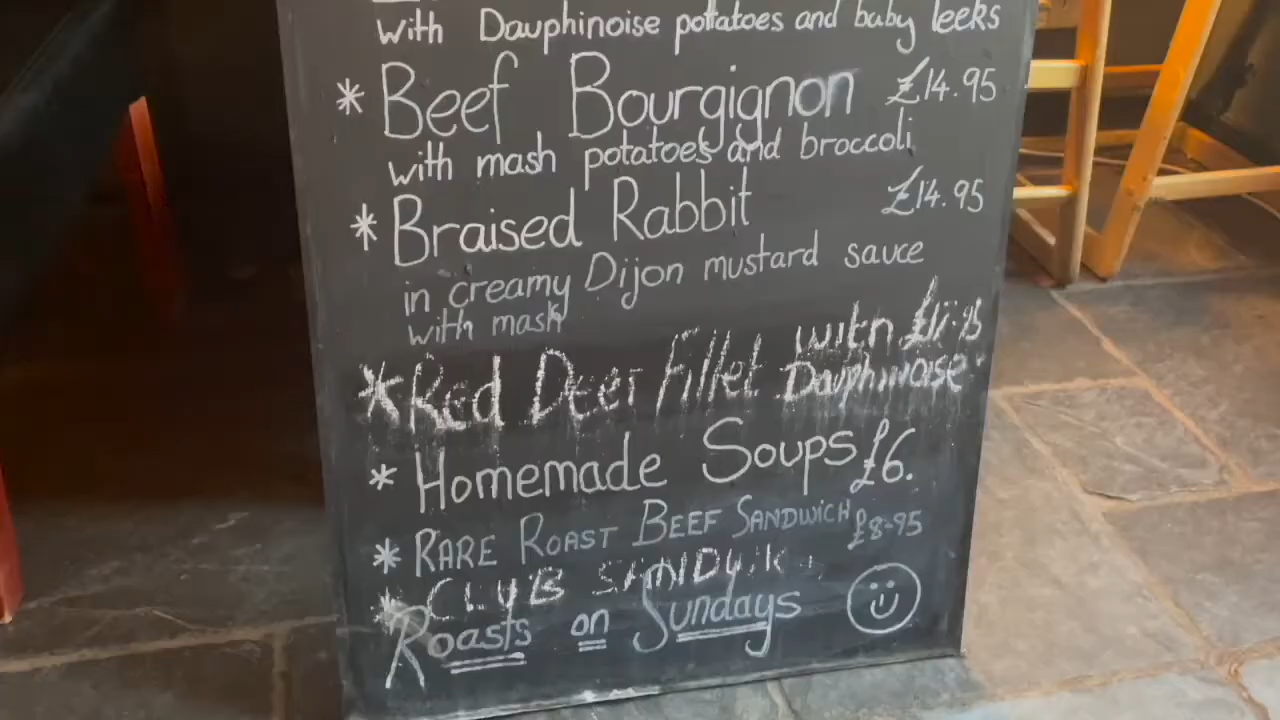 with Dauphinoise potatoes and baby leeks
* Beef Bourgignon £14.95
with mash potatoes and broccoli
* Braised Rabbit £14.95
in creamy Dijon mustard sauce
with mash
* Red Deer Fillet with Dauphinoise
* Homemade Soups £6.
* RARE ROAST BEEF SANDWICH £8-95
* CLUB
Roasts on Sundays